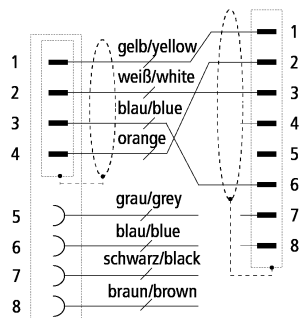 gelb/yellow
1
1
weiß/white
2
2
blau/blue
3
3
orange
4
4
5
6
grau/grey
5
7
blau/blue
6
8
schwarz/black
7
braun/brown
8